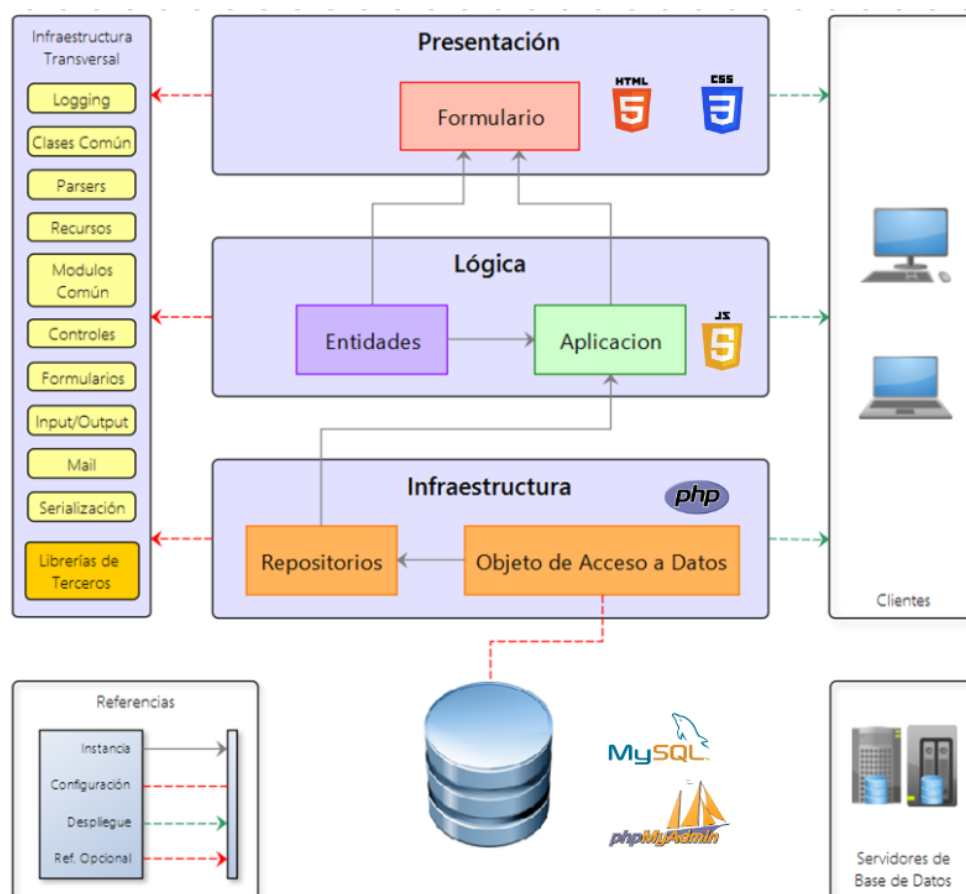 Infraestructura
Transversal
Logging
Clases Común
Parsers
Recursos
Modulos
Común
Controles
Formularios
Input/Output
Mail
Serialización
Librerías de
Terceros
Presentación
Formulario
HTML
5
CSS
3
Lógica
Entidades
Aplicacion
JS
5
Infraestructura
php
Repositorios
Objeto de Acceso a Datos
Clientes
Referencias
Instancia
Configuración
Despliegue
Ref. Opcional
MySQL
phpMyAdmin
Servidores de
Base de Datos